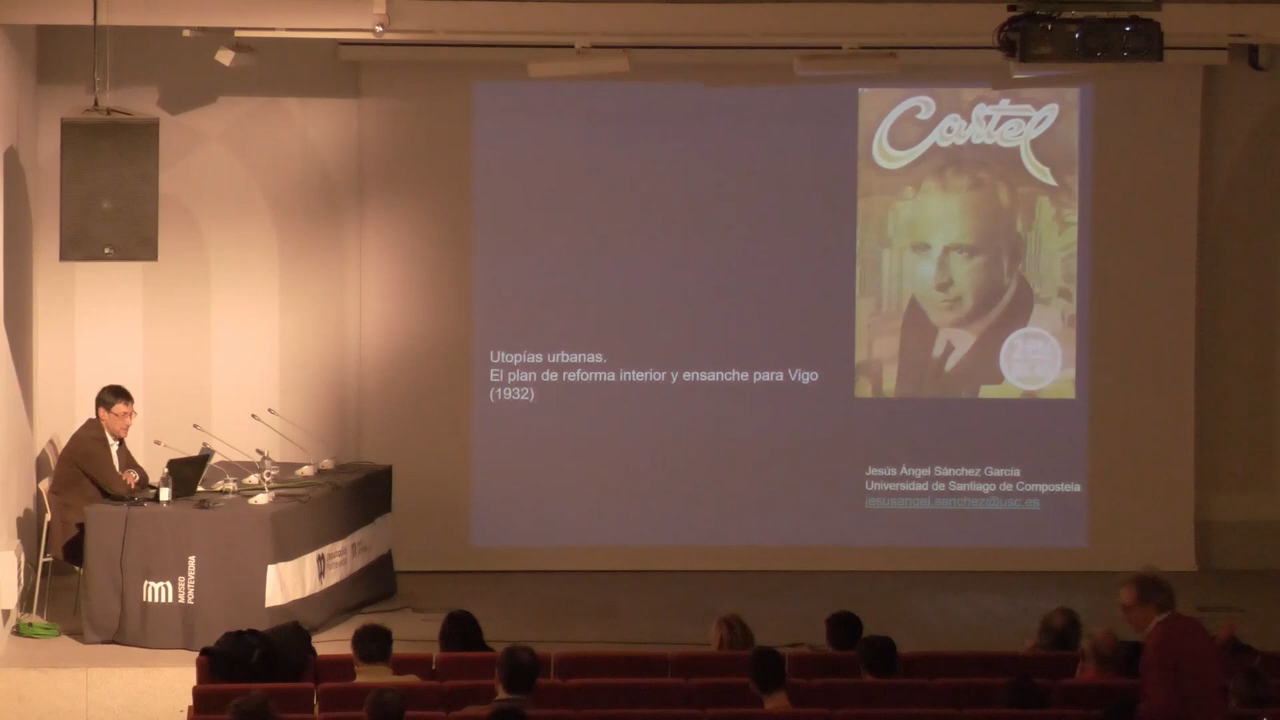 Cartel
Utopías urbanas.
El plan de reforma interior y ensanche para Vigo
(1932)
Jesús Ángel Sánchez García
Universidad de Santiago de Compostela
jesusangel.sanchez@usc.es
MUSEO
PONTEVEDRA